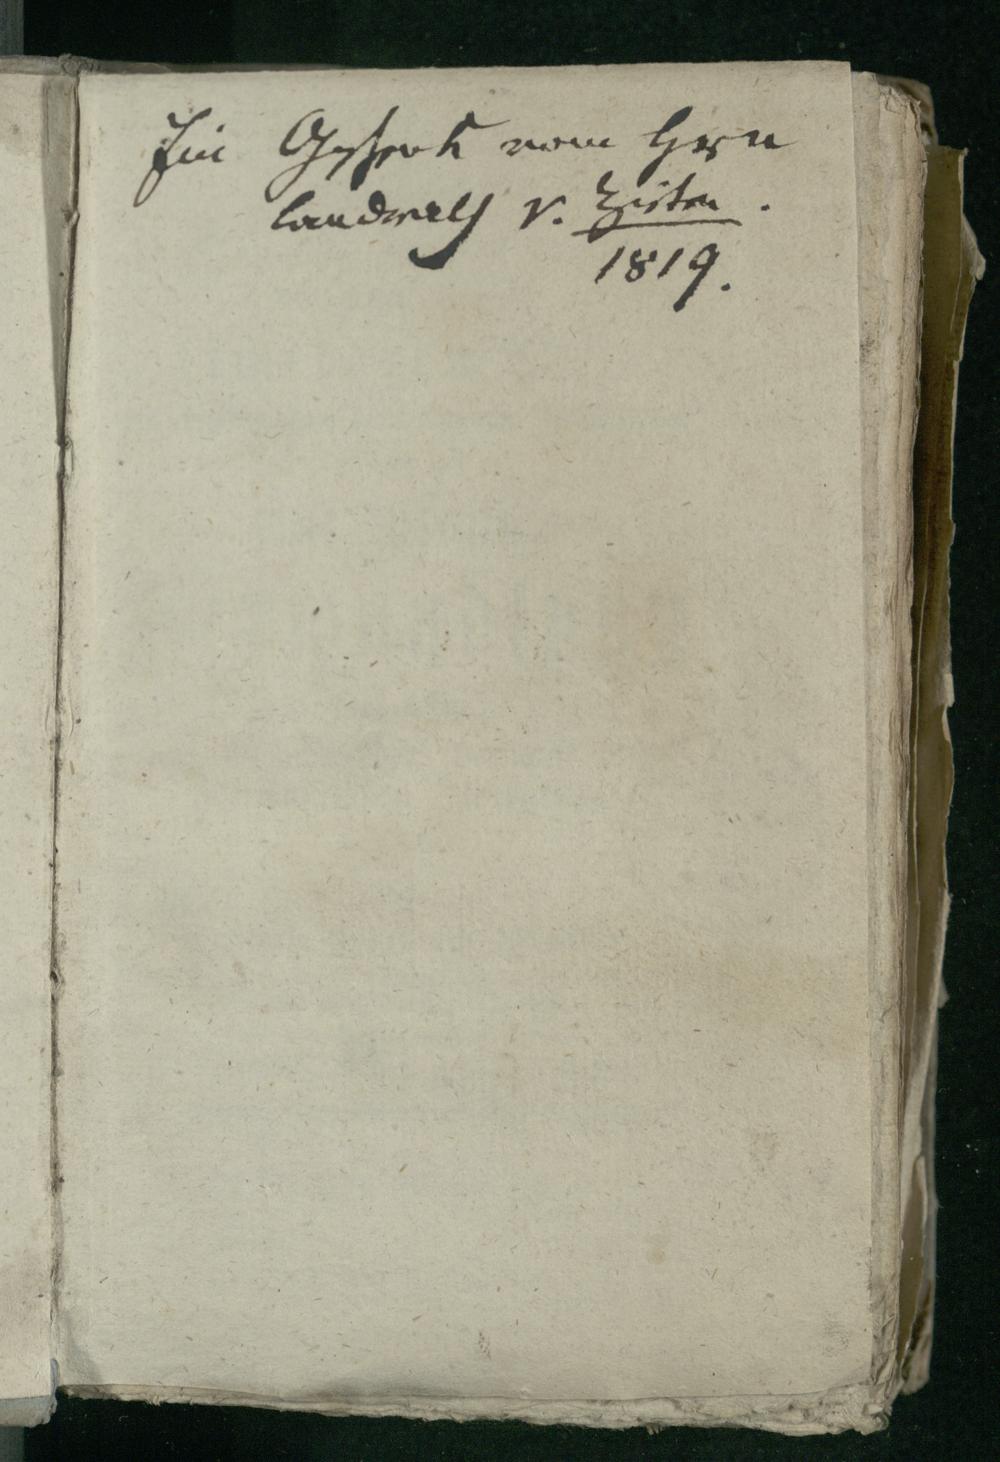 Ein Geschenk vom Herrn
Landrath v. Zieten.
1819.